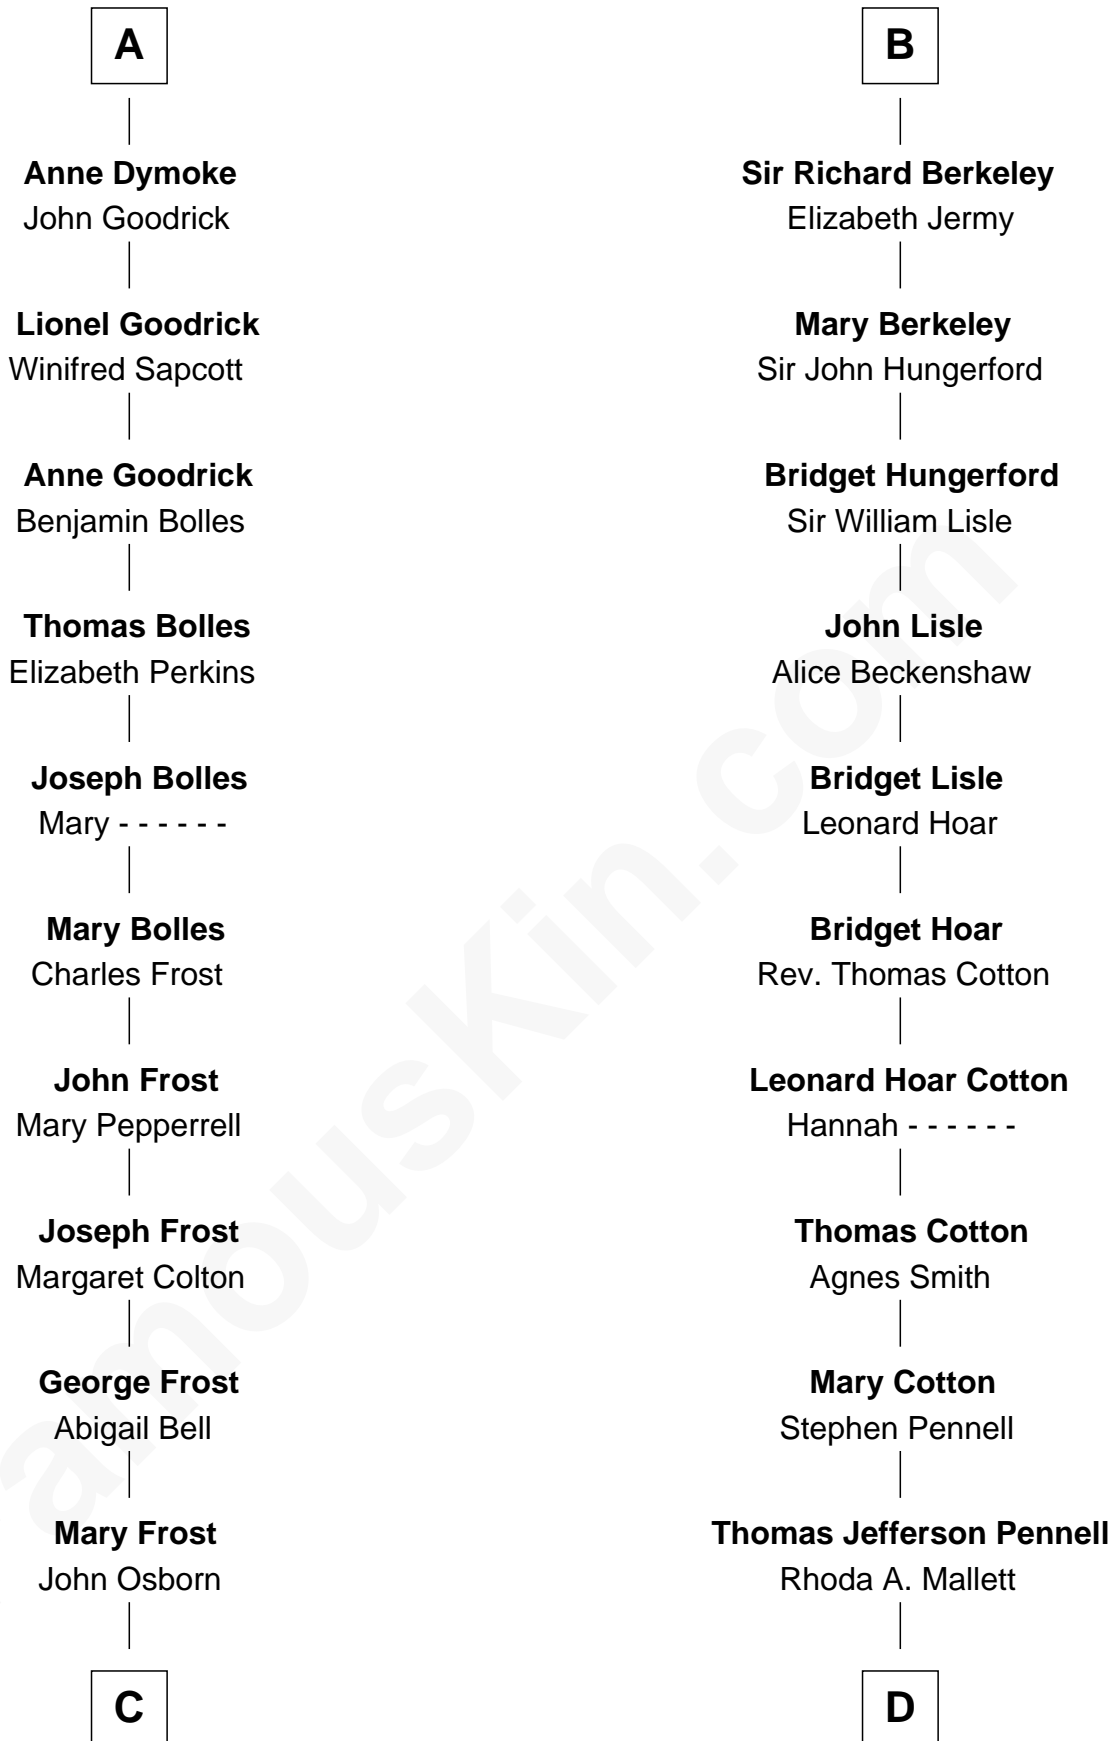 A
Anne Dymoke
John Goodrick
Lionel Goodrick
Winifred Sapcott
Anne Goodrick
Benjamin Bolles
Thomas Bolles
Elizabeth Perkins
Joseph Bolles
Mary - - - - - -
Mary Bolles
Charles Frost
John Frost
Mary Pepperrell
Joseph Frost
Margaret Colton
George Frost
Abigail Bell
Mary Frost
John Osborn
C
B
Sir Richard Berkeley
Elizabeth Jermy
Mary Berkeley
Sir John Hungerford
Bridget Hungerford
Sir William Lisle
John Lisle
Alice Beckenshaw
Bridget Lisle
Leonard Hoar
Bridget Hoar
Rev. Thomas Cotton
Leonard Hoar Cotton
Hannah - - - - - -
Thomas Cotton
Agnes Smith
Mary Cotton
Stephen Pennell
Thomas Jefferson Pennell
Rhoda A. Mallett
D
amousKin.com